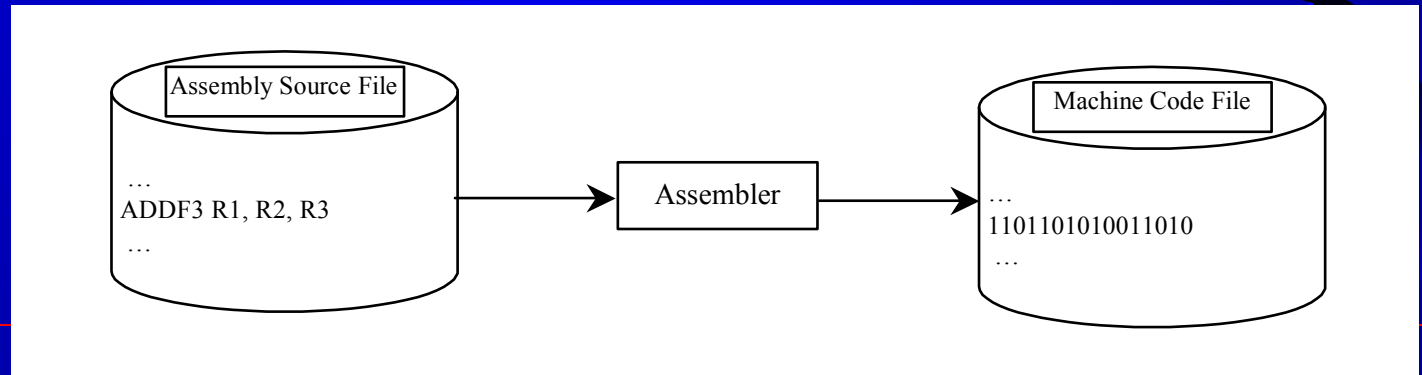 Assembly Source File
…
ADDF3 R1, R2, R3
…
Assembler
Machine Code File
…
1101101010011010
…